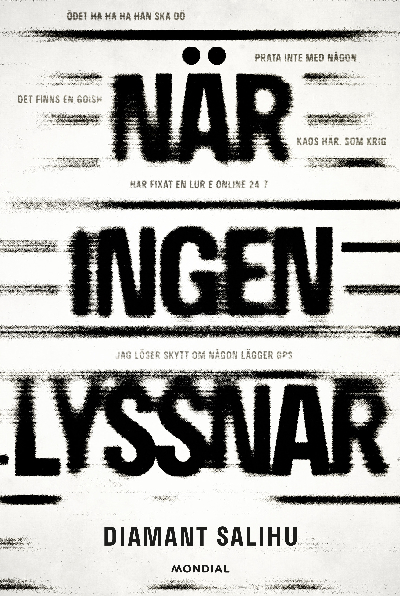 ÖDET HA HA HA HAN SKA DÖ
PRATA INTE MED NÅGON
NÄR
DET FINNS EN GOISH
KAOS HÄR. SOM KRIG
HAR FIXAT EN LUR E ONLINE 24 7
INGEN
JAG LÖSER SKYTT OM NÅGON LÄGGER GPS
LYSSNAR
DIAMANT SALIHU
MONDIAL